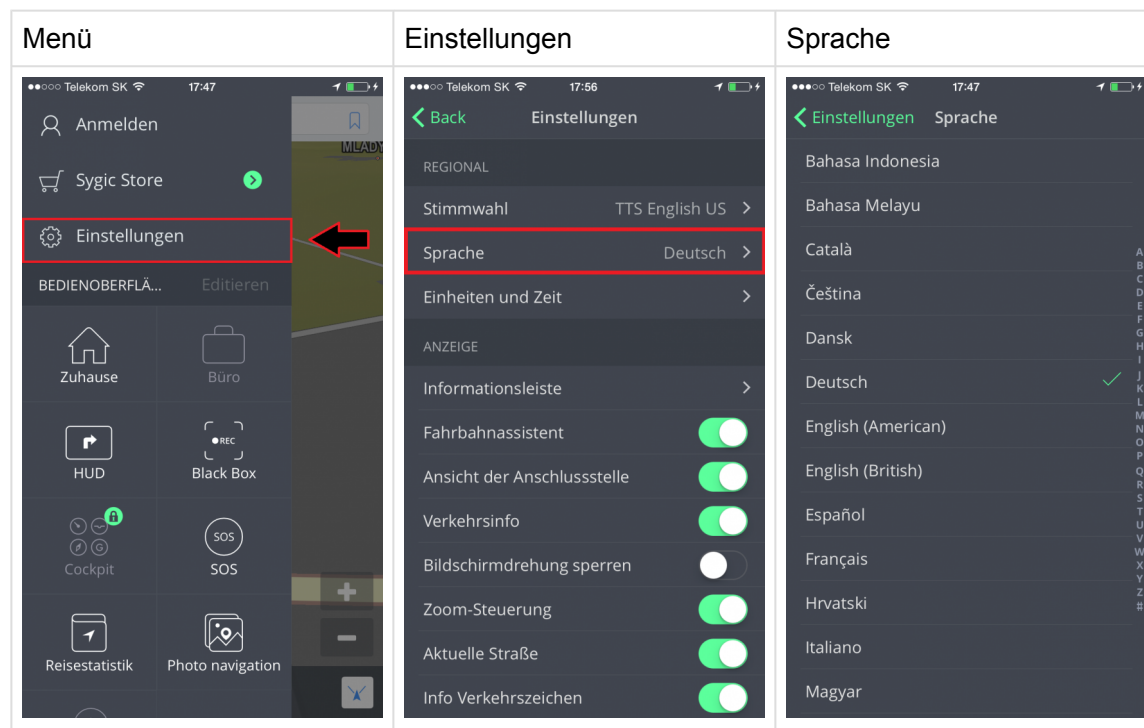 Menü
Einstellungen
Sprache
Telekom SK 17:47
Anmelden
Sygic Store
Einstellungen
BEDIENOBERFLÄ... Editieren
Zuhause Büro
HUD
REC
Black Box
G
Cockpit
SOS
SOS
Reisestatistik Photo navigation
MLADY
+
−
Telekom SK 17:56
Back Einstellungen
REGIONAL
Stimmwahl TTS English US
Sprache Deutsch
Einheiten und Zeit
ANZEIGE
Informationsleiste
Fahrbahnassistent
Ansicht der Anschlussstelle
Verkehrsinfo
Bildschirmdrehung sperren
Zoom-Steuerung
Aktuelle Straße
Info Verkehrszeichen
Telekom SK 17:47
Einstellungen Sprache
Bahasa Indonesia
Bahasa Melayu
Català
Čeština
Dansk
Deutsch
English (American)
English (British)
Español
Français
Hrvatski
Italiano
Magyar
A
B
C
D
E
F
G
H
I
J
K
L
M
N
O
P
Q
R
S
T
U
V
W
X
Y
Z
#